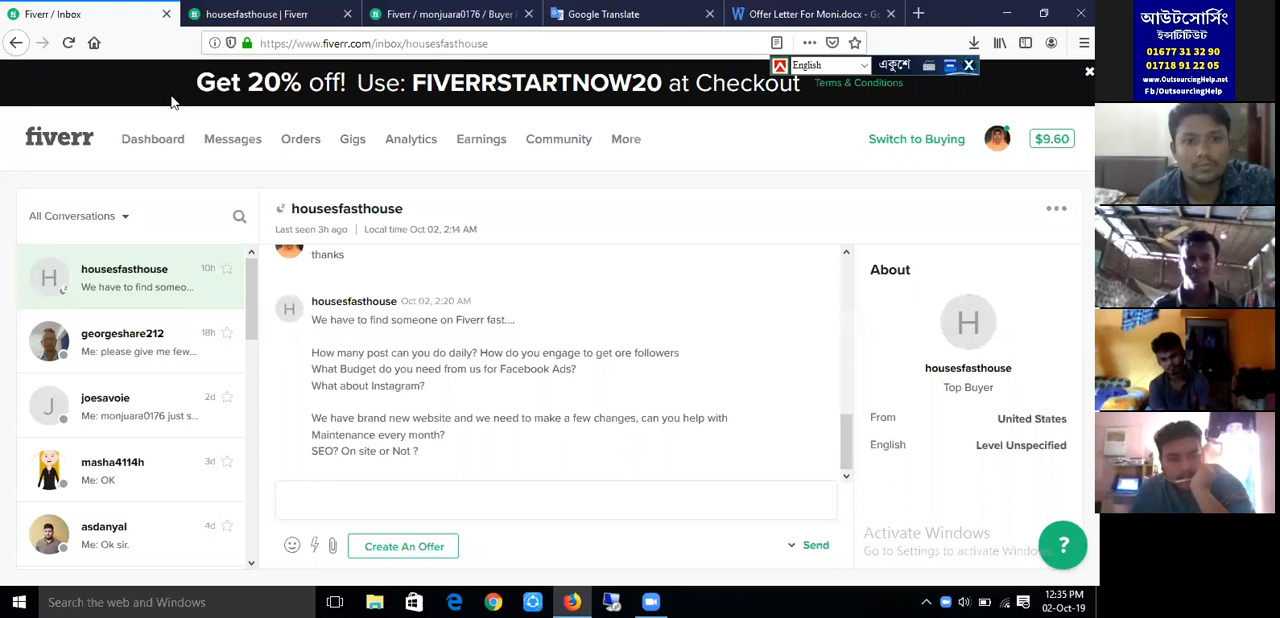 Fiverr / Inbox
housesfasthouse | Fiverr
Fiverr / monjuara0176 / Buyer
Google Translate
Offer Letter For Moni.docx - Go
https://www.fiverr.com/inbox/housesfasthouse
English
একুশে
Get 20% off! Use: FIVERRSTARTNOW20 at Checkout
Terms & Conditions
fiverr
Dashboard
Messages
Orders
Gigs
Analytics
Earnings
Community
More
Switch to Buying
$9.60
All Conversations
housesfasthouse
10h
We have to find someo...
georgeshare212
18h
Me: please give me few...
joesavoie
2d
Me: monjuara0176 just s...
masha4114h
3d
Me: OK
asdanyal
4d
Me: Ok sir.
housesfasthouse
Last seen 3h ago | Local time Oct 02, 2:14 AM
thanks
housesfasthouse Oct 02, 2:20 AM
We have to find someone on Fiverr fast....
How many post can you do daily? How do you engage to get ore followers
What Budget do you need from us for Facebook Ads?
What about Instagram?
We have brand new website and we need to make a few changes, can you help with
Maintenance every month?
SEO? On site or Not ?
Create An Offer
Send
About
H
housesfasthouse
Top Buyer
From
United States
English
Level Unspecified
Activate Windows
Go to Settings to activate Windows.
?
Search the web and Windows
12:35 PM
02-Oct-19
আউটসোর্সিং
ইন্সটিটিউট
01677 31 32 90
01718 91 22 05
www.OutsourcingHelp.net
Fb/OutsourcingHelp